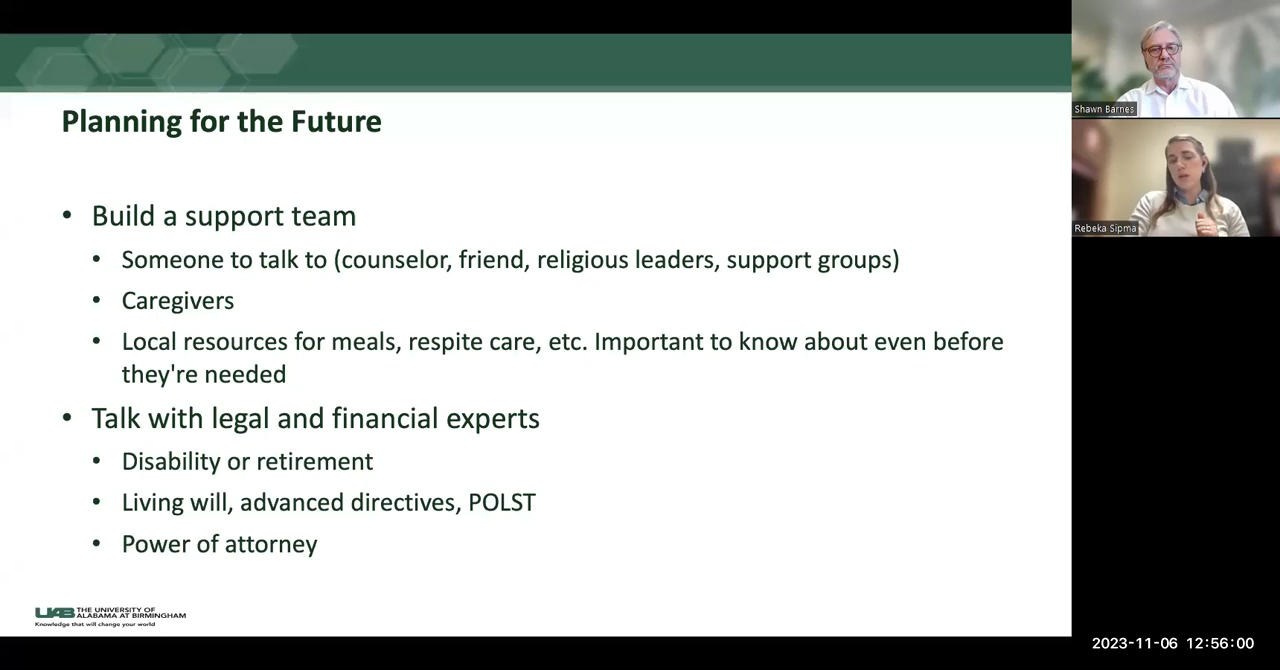 Planning for the Future
• Build a support team
• Someone to talk to (counselor, friend, religious leaders, support groups)
• Caregivers
• Local resources for meals, respite care, etc. Important to know about even before
they're needed
• Talk with legal and financial experts
• Disability or retirement
• Living will, advanced directives, POLST
• Power of attorney
UAB THE UNIVERSITY OF
ALABAMA AT BIRMINGHAM
Knowledge that will change your world
Shawn Barnes
Rebeka Sipma
2023-11-06 12:56:00